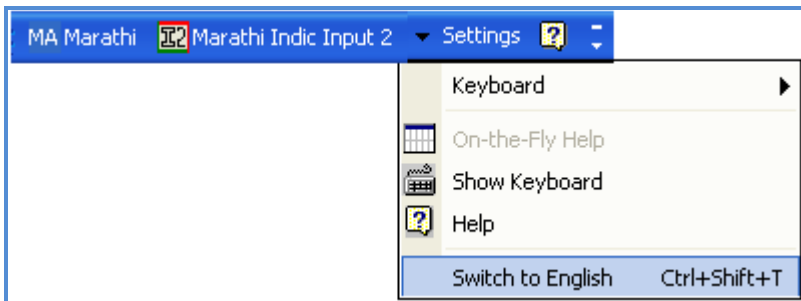 MA Marathi Marathi Indic Input 2 Settings
Keyboard
On-the-Fly Help
Show Keyboard
Help
Switch to English Ctrl+Shift+T